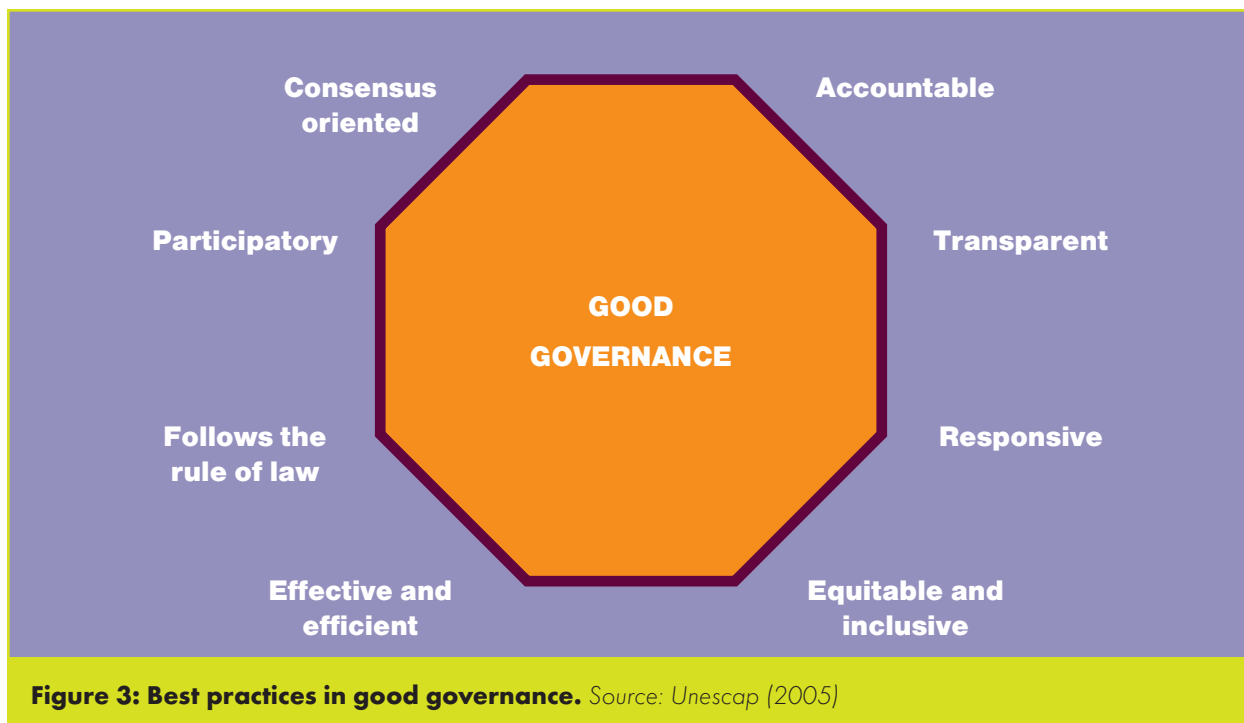 Consensus
oriented
Accountable
Participatory
Transparent
GOOD
GOVERNANCE
Follows the
rule of law
Responsive
Effective and
efficient
Equitable and
inclusive
Figure 3: Best practices in good governance. Source: Unescap (2005)